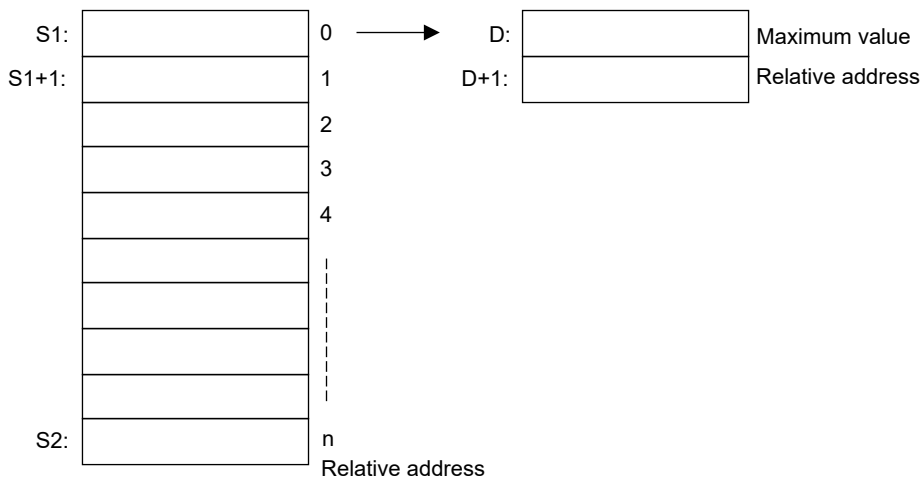 S1: 0 D: Maximum value
S1+1: 1 D+1: Relative address
2
3
4
S2: n
Relative address